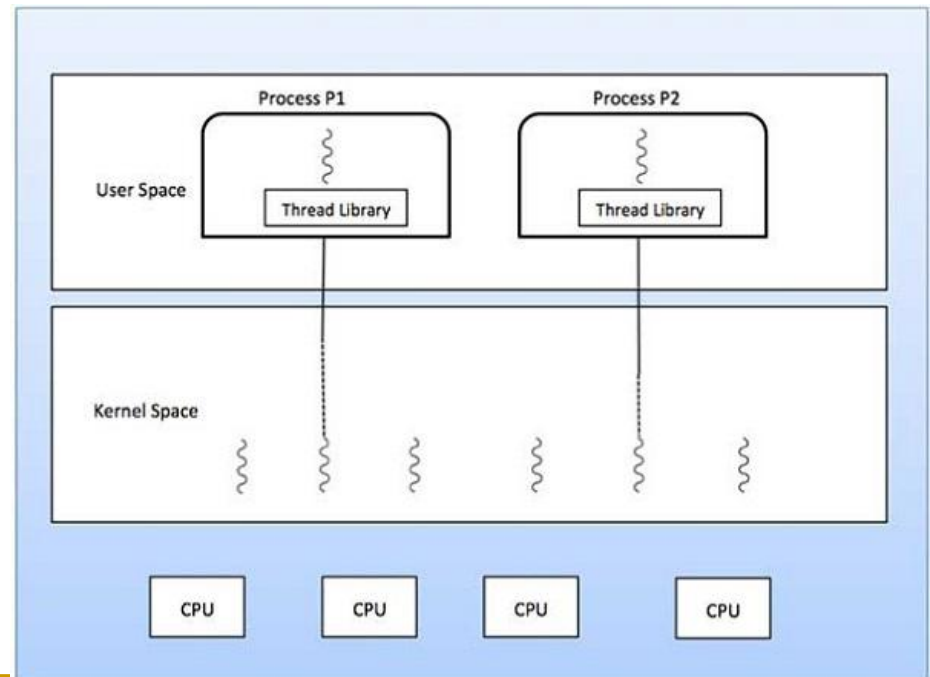 Process P1
Process P2
User Space
Thread Library
Thread Library
Kernel Space
CPU
CPU
CPU
CPU